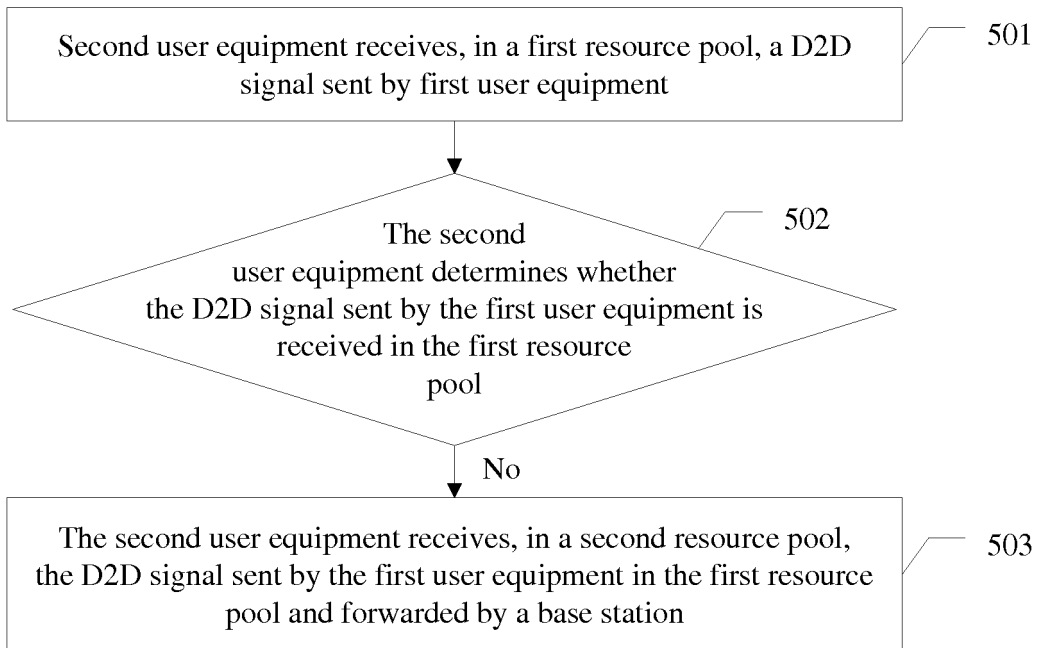 Second user equipment receives, in a first resource pool, a D2D
signal sent by first user equipment
501
The second
user equipment determines whether
the D2D signal sent by the first user equipment is
received in the first resource
pool
502
No
The second user equipment receives, in a second resource pool,
the D2D signal sent by the first user equipment in the first resource
pool and forwarded by a base station
503